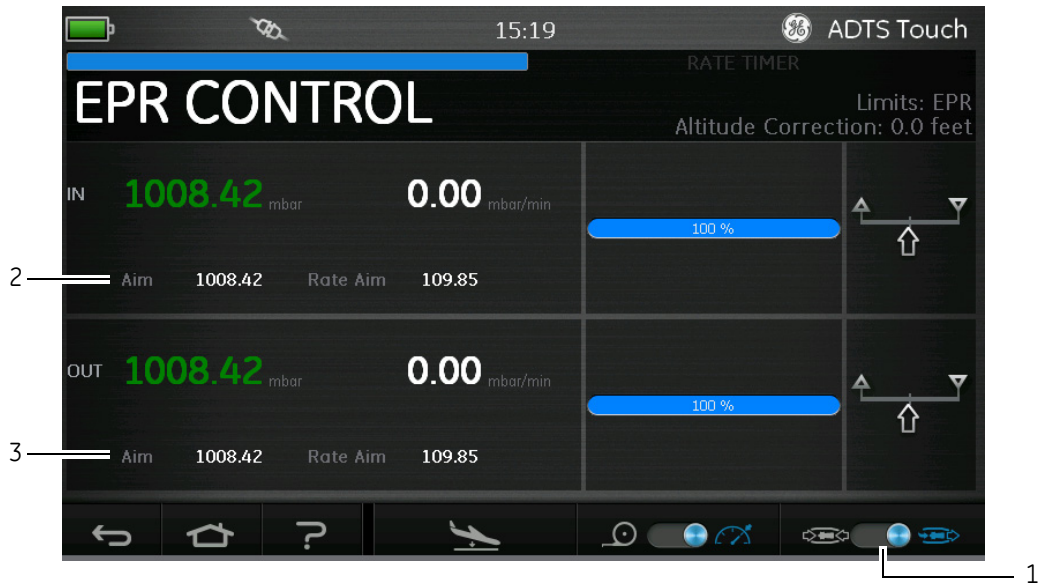 15:19
ADTS Touch
RATE TIMER
EPR CONTROL
Limits: EPR
Altitude Correction: 0.0 feet
IN 1008.42 mbar 0.00 mbar/min
100 %
2
Aim 1008.42 Rate Aim 109.85
OUT 1008.42 mbar 0.00 mbar/min
100 %
3
Aim 1008.42 Rate Aim 109.85
?
1